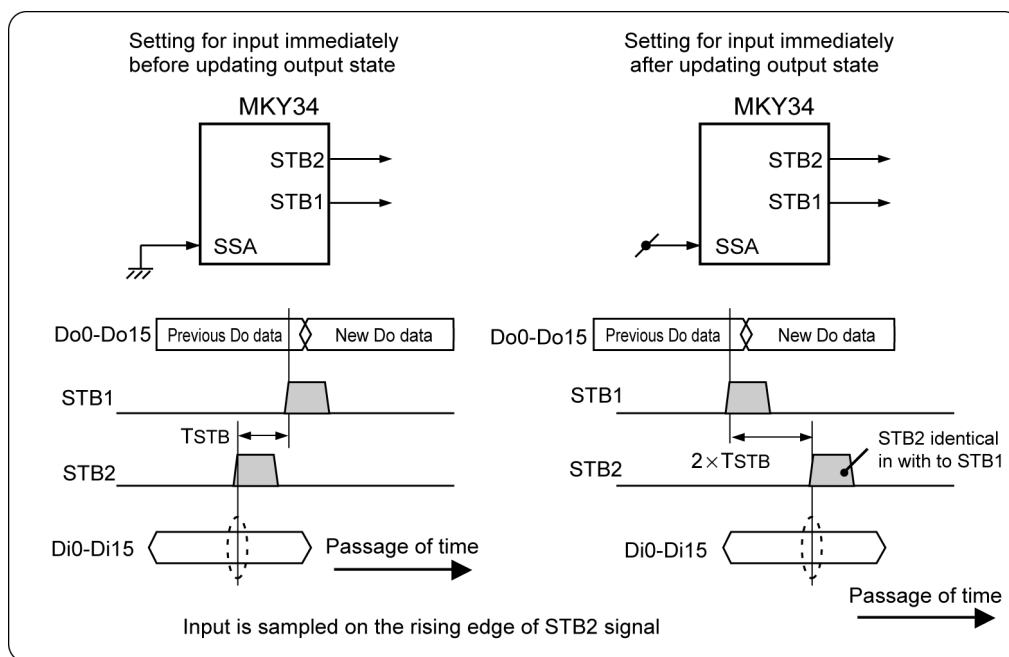 Setting for input immediately
before updating output state
MKY34
STB2
STB1
SSA
Do0-Do15
Previous Do data
New Do data
STB1
TSTB
STB2
Di0-Di15
Passage of time
Setting for input immediately
after updating output state
MKY34
STB2
STB1
SSA
Do0-Do15
Previous Do data
New Do data
STB1
2×TSTB
STB2 identical
in with to STB1
STB2
Di0-Di15
Passage of time
Input is sampled on the rising edge of STB2 signal